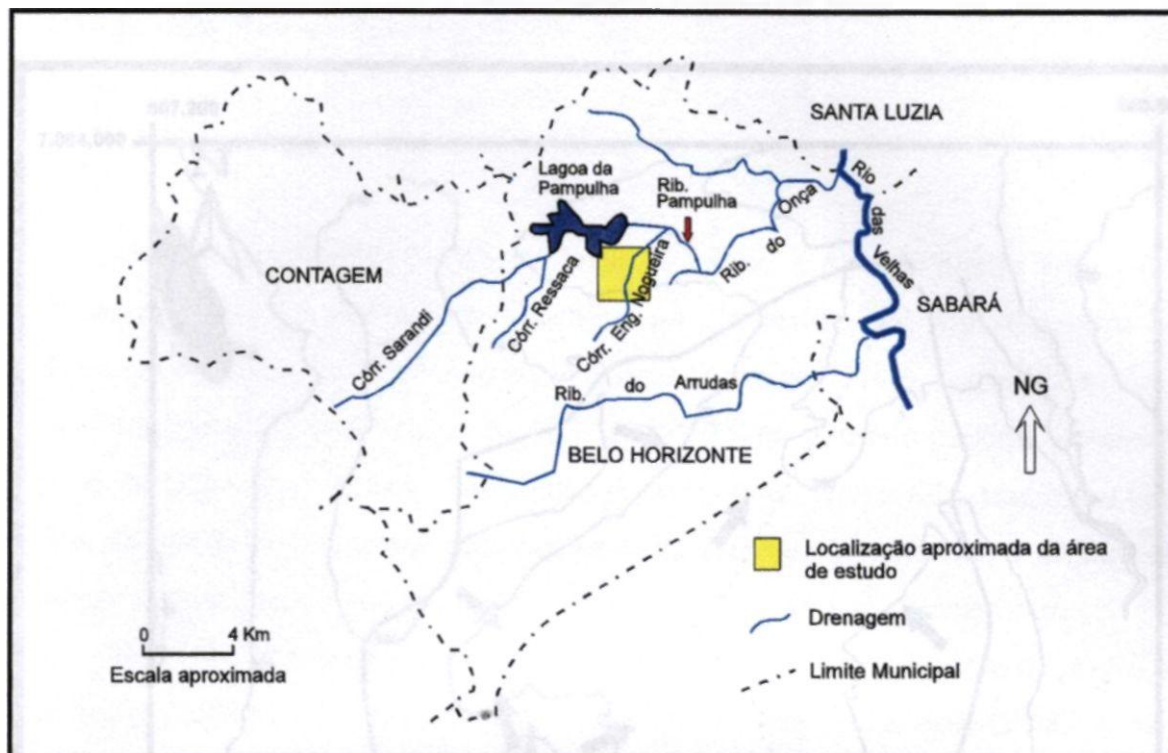 SANTA LUZIA
Lagoa da
Pampulha
Rib.
Pampulha
Rio
das
Velhas
Onça
do
Rib.
CONTAGEM
Córr. Sarandi
Córr. Ressaca
Córr. Eng. Nogueira
SABARÁ
Rib. do Arrudas
NG
BELO HORIZONTE
Localização aproximada da área
de estudo
Drenagem
Limite Municipal
0 4 Km
Escala aproximada